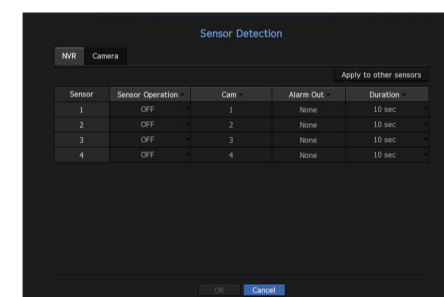 Sensor Detection
NVR Camera
Apply to other sensors
Sensor Sensor Operation Cam Alarm Out Duration
1 OFF 1 None 10 sec
2 OFF 2 None 10 sec
3 OFF 3 None 10 sec
4 OFF 4 None 10 sec
OK Cancel